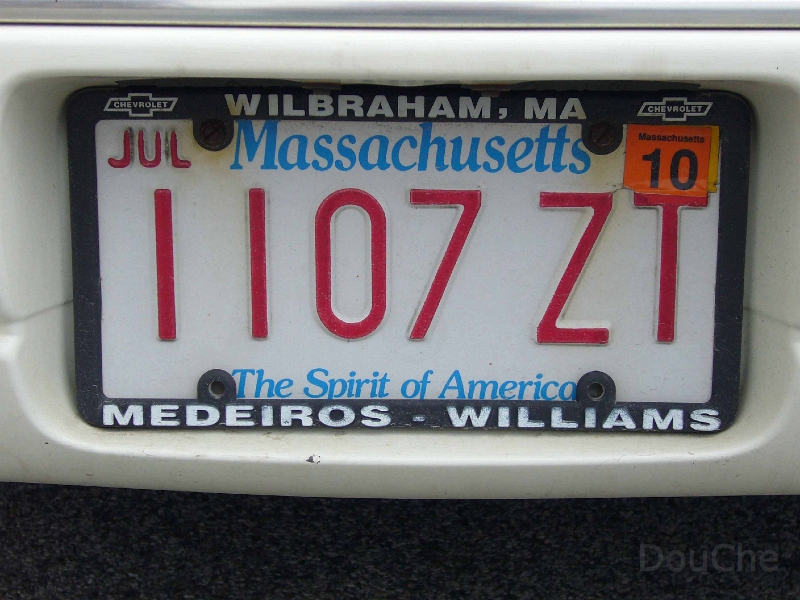 CHEVROLET WILBRAHAM, MA CHEVROLET
JUL Massachusetts Massachusetts 10
1107 ZT
The Spirit of America
MEDEIROS - WILLIAMS
DouChe